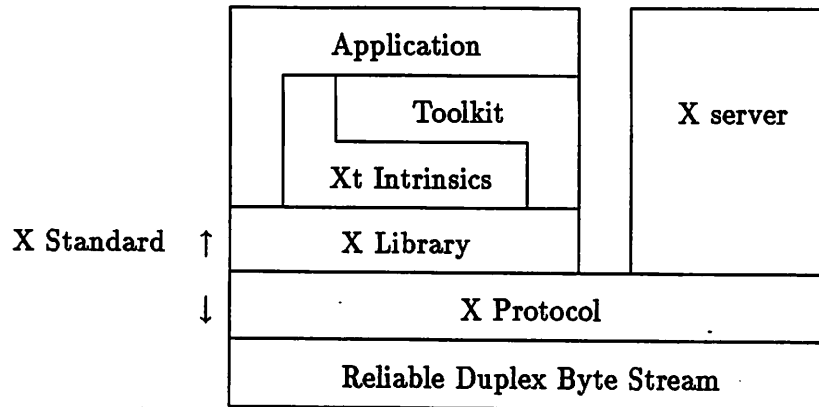 Application
Toolkit
X server
Xt Intrinsics
X Standard ↑
X Library
↓
X Protocol
Reliable Duplex Byte Stream